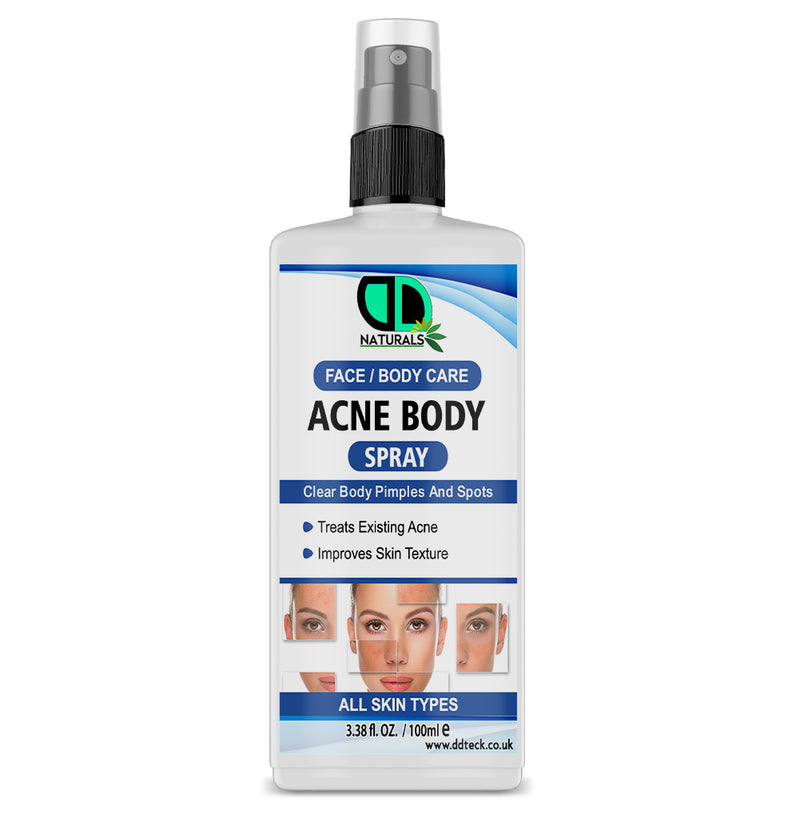 NATURALS
FACE / BODY CARE
ACNE BODY
SPRAY
Clear Body Pimples And Spots
Treats Existing Acne
Improves Skin Texture
ALL SKIN TYPES
3.38 fl. OZ. / 100ml ℮
www.ddteck.co.uk